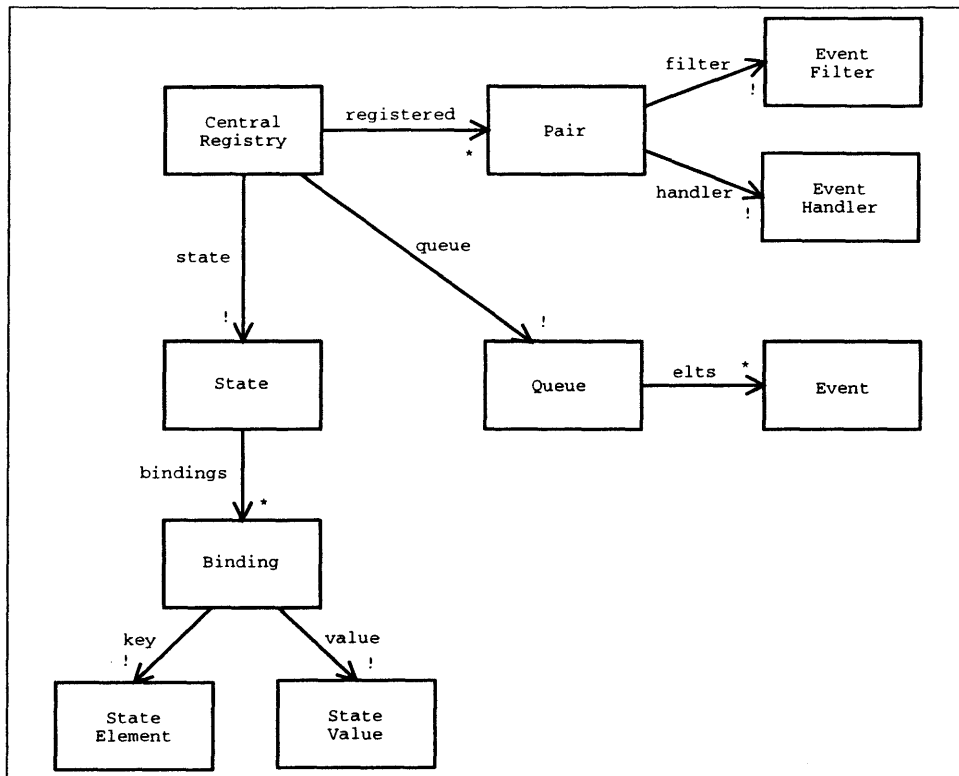 Event
Filter
filter
!
Central
Registry
registered
*
Pair
handler
!
Event
Handler
state
!
queue
!
State
Queue
elts
*
Event
bindings
*
Binding
key
!
value
!
State
Element
State
Value